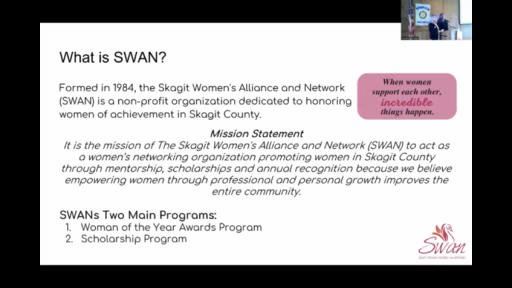 What is SWAN?
Formed in 1984, the Skagit Women's Alliance and Network
(SWAN) is a non-profit organization dedicated to honoring
women of achievement in Skagit County.
When women
support each other,
incredible
things happen.
Mission Statement
It is the mission of The Skagit Women's Alliance and Network (SWAN) to act as
a women's networking organization promoting women in Skagit County
through mentorship, scholarships and annual recognition because we believe
empowering women through professional and personal growth improves the
entire community.
SWANs Two Main Programs:
1. Woman of the Year Awards Program
2. Scholarship Program
Swan